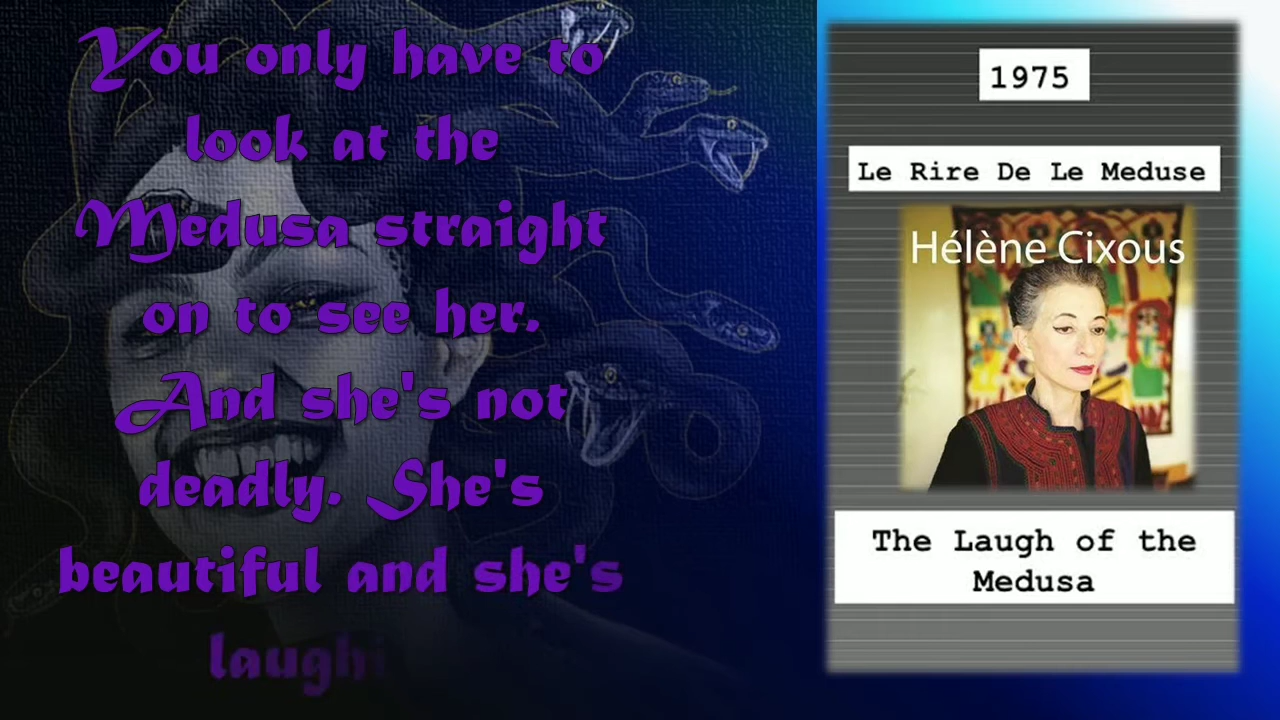 You only have to
look at the
Medusa straight
on to see her.
And she's not
deadly. She's
beautiful and she's
laugh
1975
Le Rire De Le Meduse
Hélène Cixous
The Laugh of the
Medusa